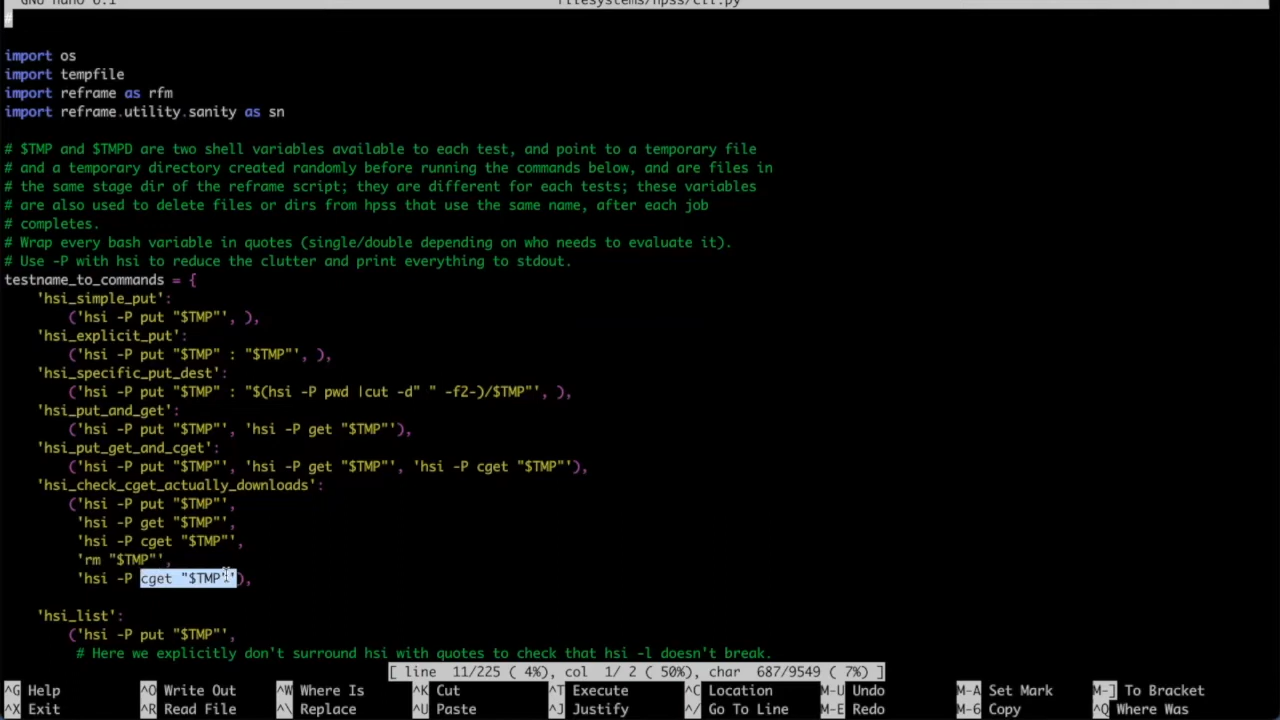 GNU nano 6.1 filesystems/hpss/cli.py
#
import os
import tempfile
import reframe as rfm
import reframe.utility.sanity as sn
# $TMP and $TMPD are two shell variables available to each test, and point to a temporary file
# and a temporary directory created randomly before running the commands below, and are files in
# the same stage dir of the reframe script; they are different for each tests; these variables
# are also used to delete files or dirs from hpss that use the same name, after each job
# completes.
# Wrap every bash variable in quotes (single/double depending on who needs to evaluate it).
# Use -P with hsi to reduce the clutter and print everything to stdout.
testname_to_commands = {
    'hsi_simple_put':
        ('hsi -P put "$TMP"', ),
    'hsi_explicit_put':
        ('hsi -P put "$TMP" : "$TMP"', ),
    'hsi_specific_put_dest':
        ('hsi -P put "$TMP" : "$(hsi -P pwd |cut -d" " -f2-)/$TMP"', ),
    'hsi_put_and_get':
        ('hsi -P put "$TMP"', 'hsi -P get "$TMP"'),
    'hsi_put_get_and_cget':
        ('hsi -P put "$TMP"', 'hsi -P get "$TMP"', 'hsi -P cget "$TMP"'),
    'hsi_check_cget_actually_downloads':
        ('hsi -P put "$TMP"',
         'hsi -P get "$TMP"',
         'hsi -P cget "$TMP"',
         'rm "$TMP"',
         'hsi -P cget "$TMP"'),
    'hsi_list':
        ('hsi -P put "$TMP"',
         # Here we explicitly don't surround hsi with quotes to check that hsi -l doesn't break.
[ line 11/225 ( 4%), col 1/ 2 ( 50%), char 687/9549 ( 7%) ]
^G Help ^O Write Out ^W Where Is ^K Cut ^T Execute ^C Location M-U Undo M-A Set Mark M-] To Bracket
^X Exit ^R Read File ^\ Replace ^U Paste ^J Justify ^/ Go To Line M-E Redo M-6 Copy ^Q Where Was